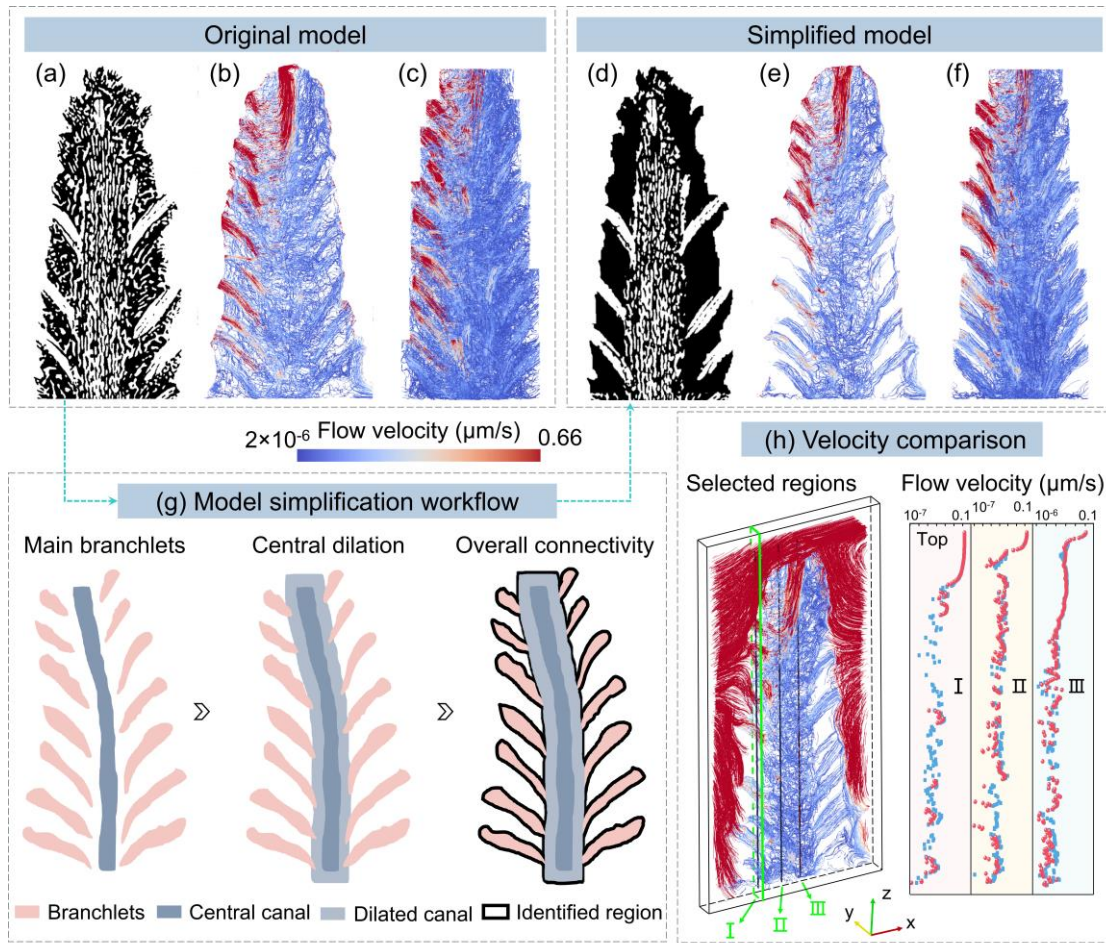 Original model
(a)
(b)
(c)
Simplified model
(d)
(e)
(f)
2×10⁻⁶ Flow velocity (μm/s) 0.66
(g) Model simplification workflow
Main branchlets
Central dilation
Overall connectivity
»
»
Branchlets
Central canal
Dilated canal
Identified region
(h) Velocity comparison
Selected regions
Flow velocity (μm/s)
10⁻⁷ 0.1 10⁻⁷ 0.1 10⁻⁶ 0.1
Top
I
II
III
I
II
III
z
y
x